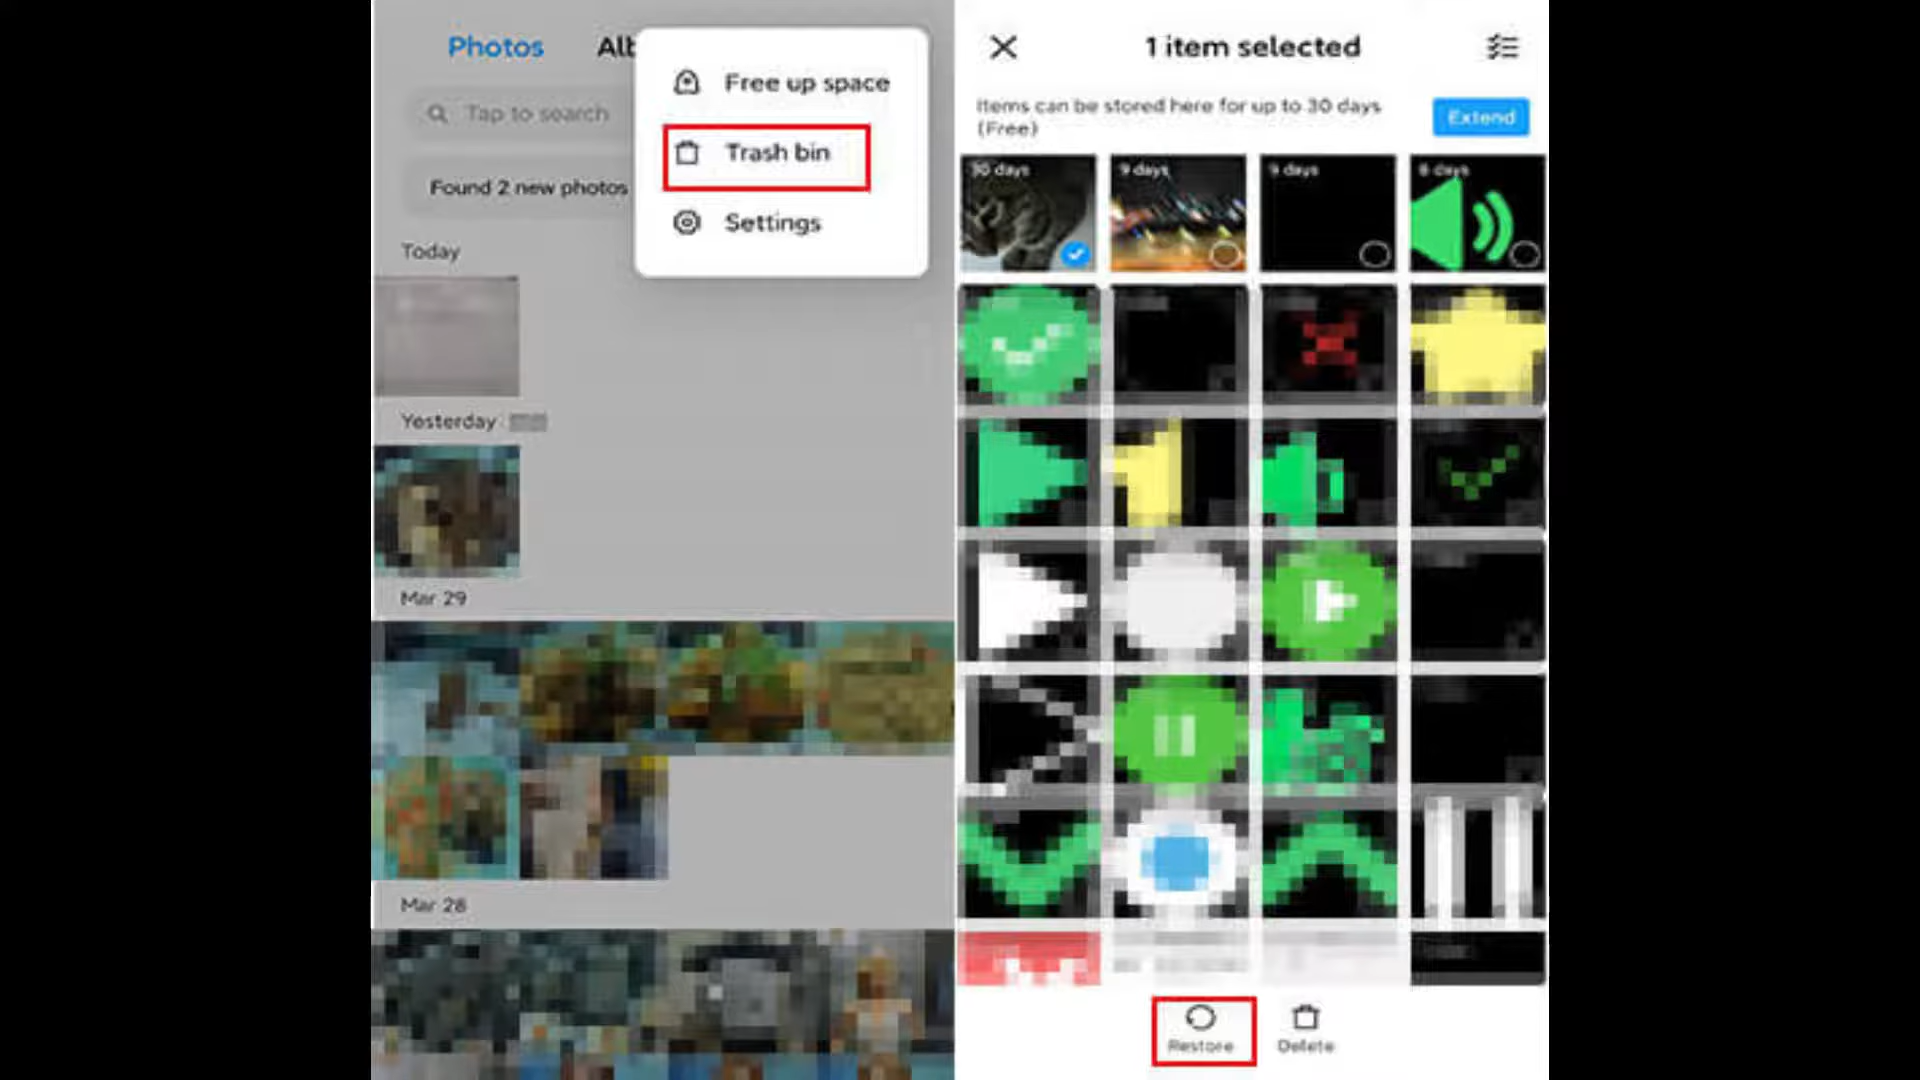 Photos
Alb
Free up space
Tap to search
Trash bin
Found 2 new photos
Settings
Today
Yesterday
Mar 29
Mar 28
1 item selected
Items can be stored here for up to 30 days
(Free)
Extend
30 days
9 days
9 days
8 days
Restore
Delete